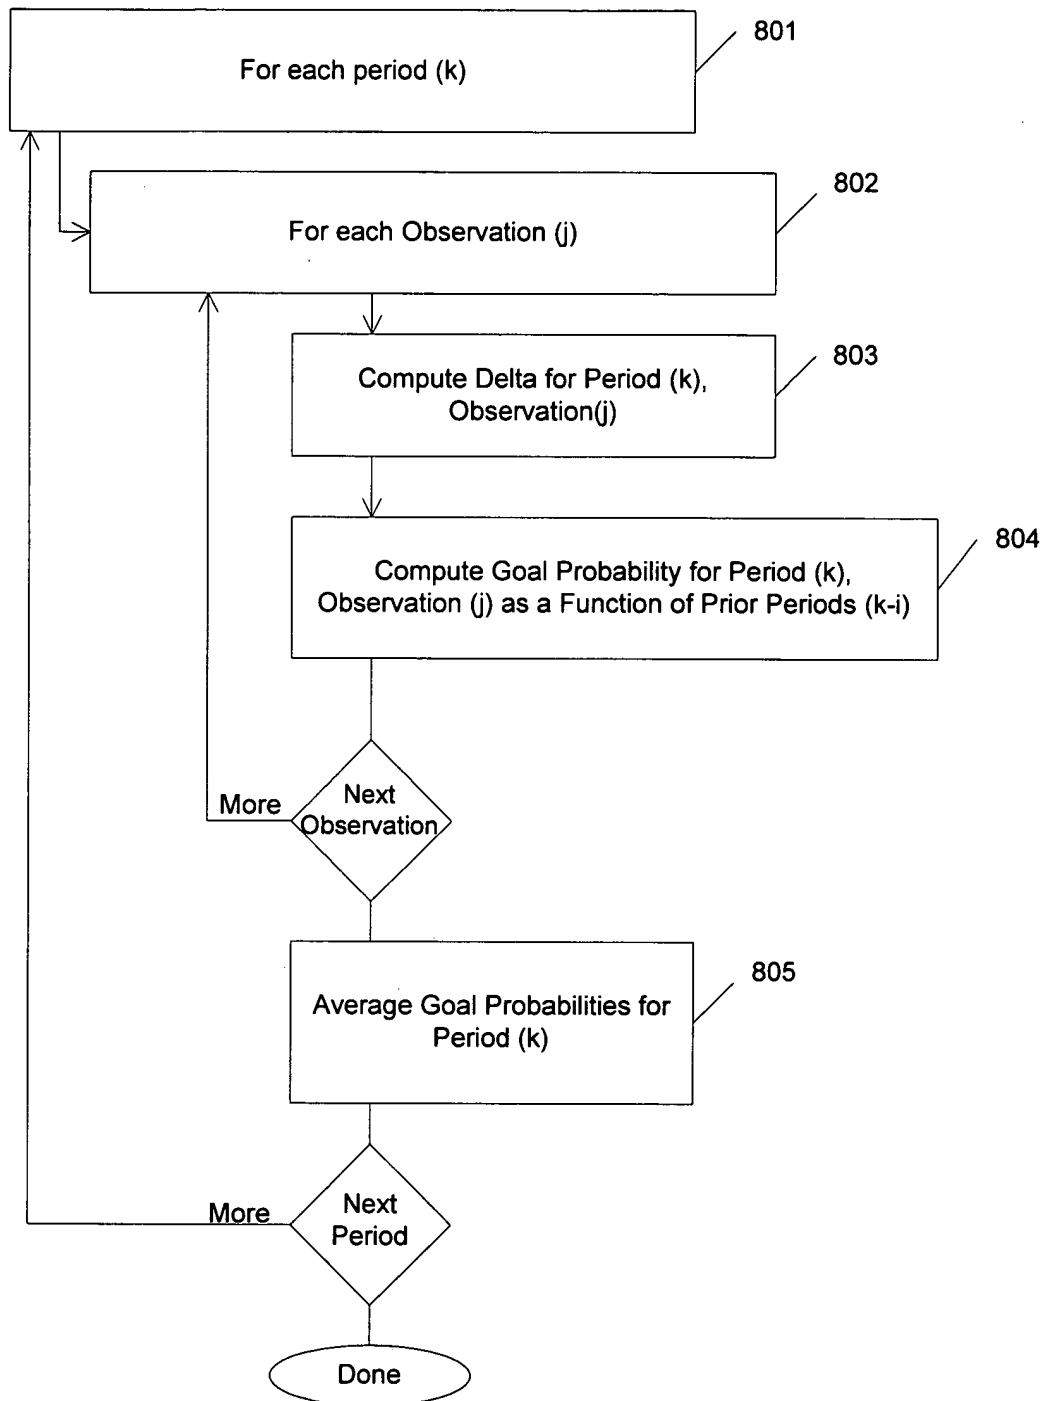 801
For each period (k)
802
For each Observation (j)
803
Compute Delta for Period (k),
Observation(j)
804
Compute Goal Probability for Period (k),
Observation (j) as a Function of Prior Periods (k-i)
More
Next
Observation
805
Average Goal Probabilities for
Period (k)
More
Next
Period
Done